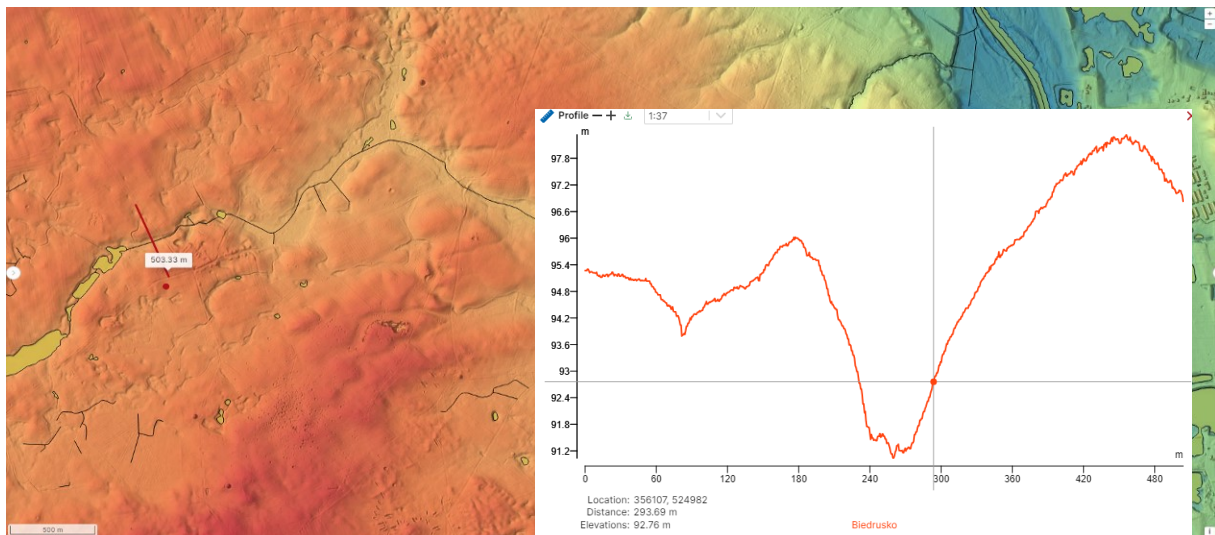 Profile
1:37
m
97.8
97.2
96.6
96
95.4
94.8
94.2
93.6
93
92.4
91.8
91.2
m
0 60 120 180 240 300 360 420 480
Location: 356107, 524982
Distance: 293.69 m
Elevations: 92.76 m
Biedrusko
503.33 m
500 m